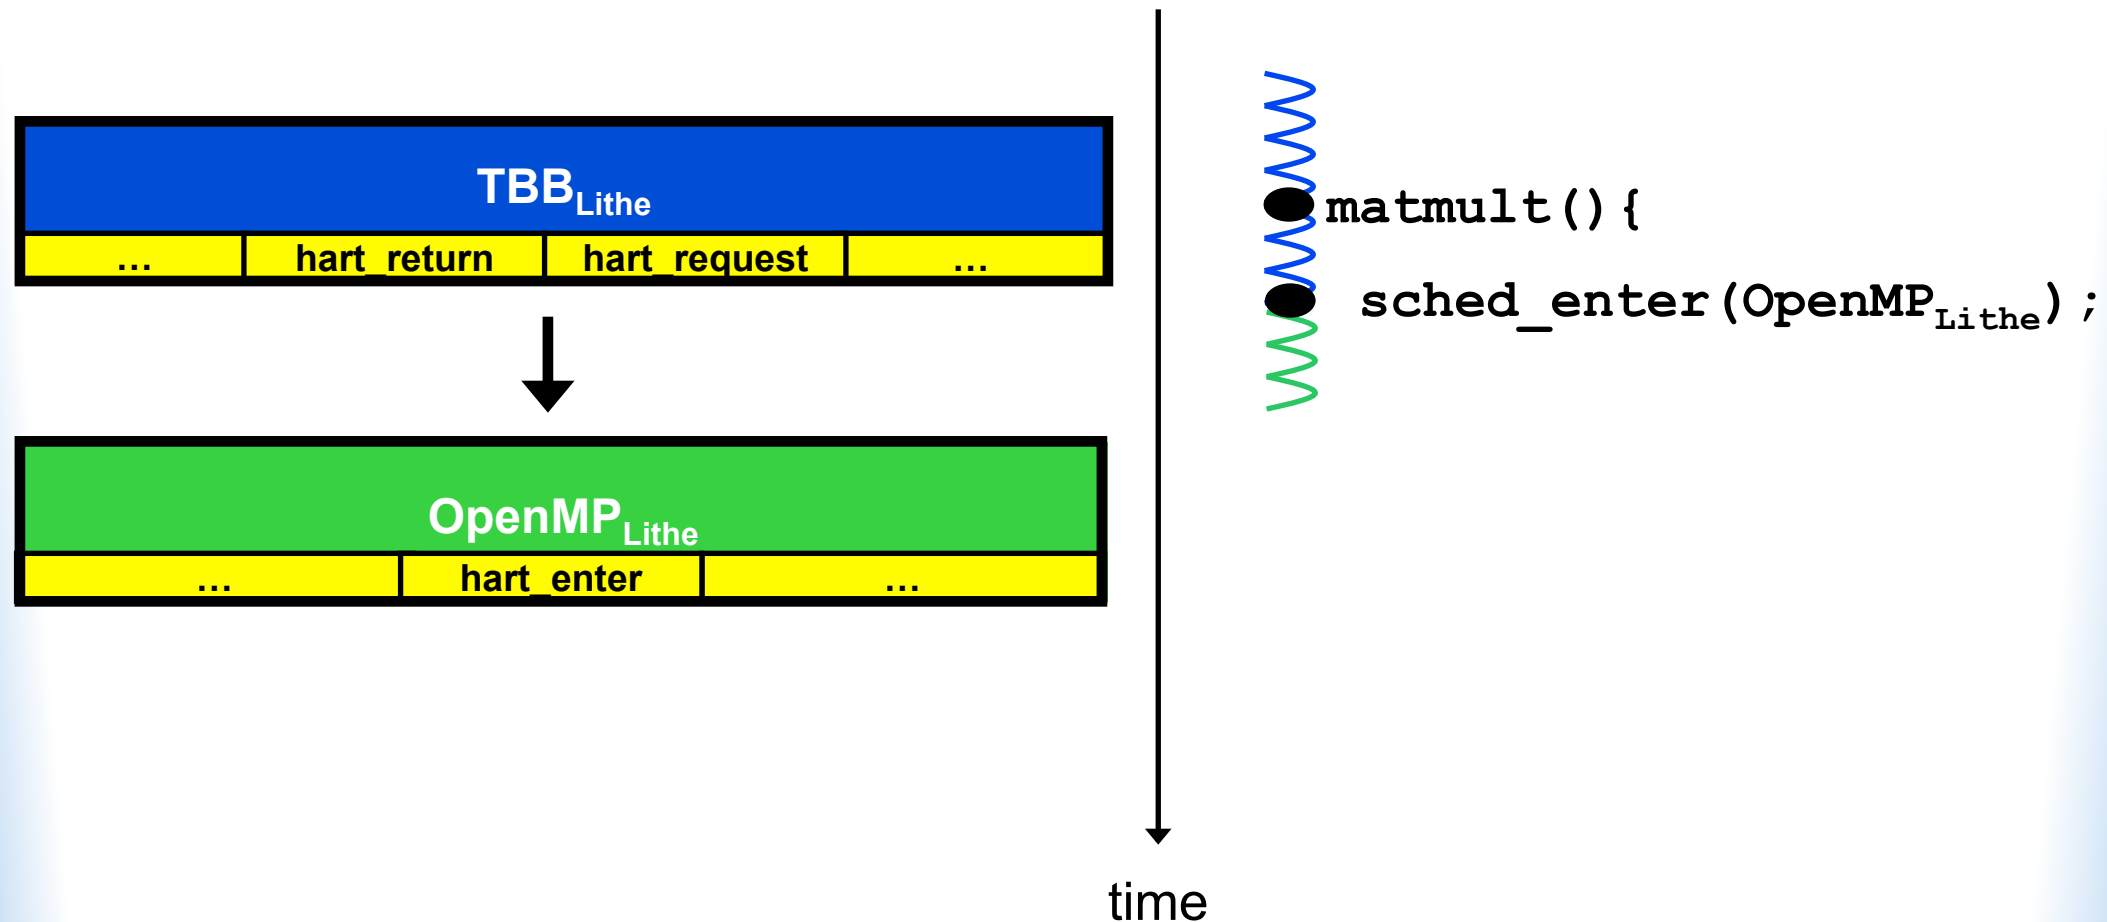 TBBLithe
… hart_return hart_request …
OpenMPLithe
… hart_enter …
time
matmult(){
sched_enter(OpenMPLithe);